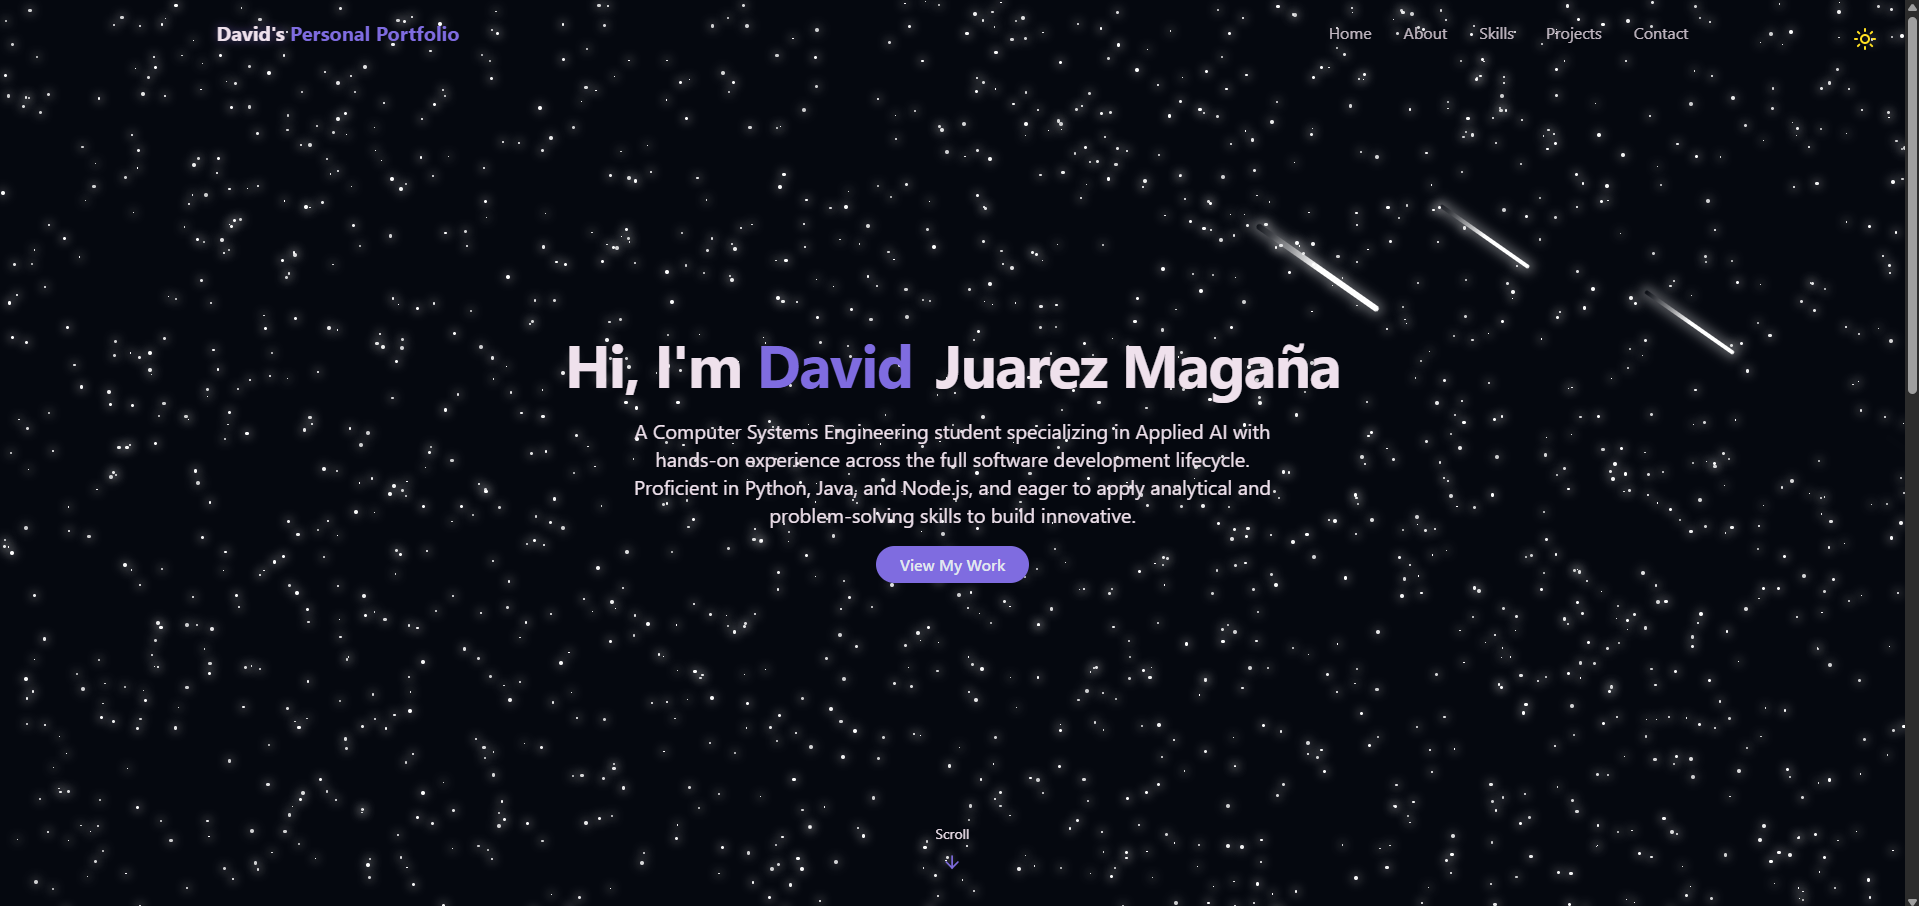 David's Personal Portfolio
Home About Skills Projects Contact
Hi, I'm David Juarez Magaña
A Computer Systems Engineering student specializing in Applied AI with
hands-on experience across the full software development lifecycle.
Proficient in Python, Java, and Node.js, and eager to apply analytical and
problem-solving skills to build innovative.
View My Work
Scroll